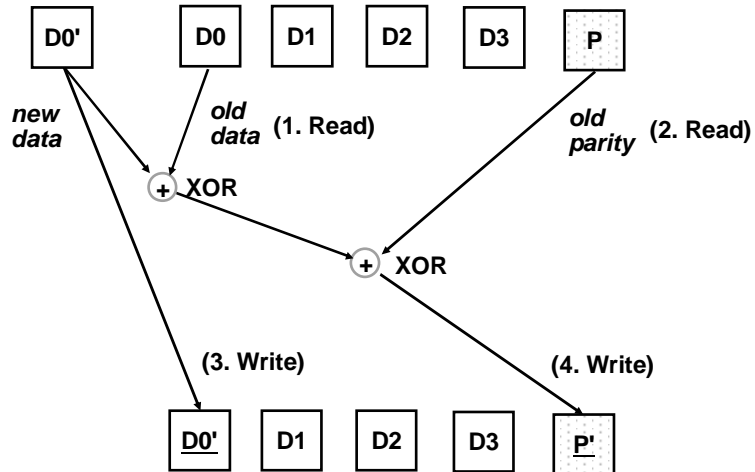 D0' D0 D1 D2 D3 P
new
data
old
data (1. Read)
old
parity (2. Read)
+ XOR
+ XOR
(3. Write)
(4. Write)
D0' D1 D2 D3 P'